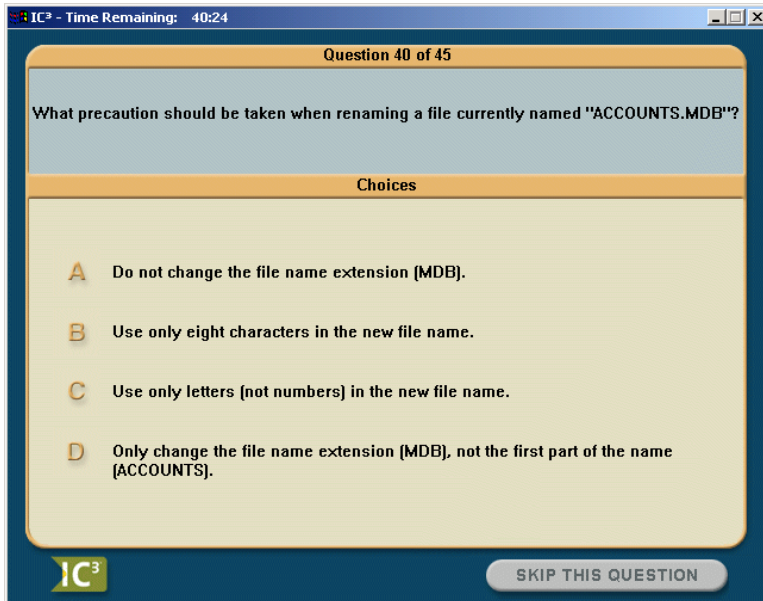 IC³ - Time Remaining: 40:24
Question 40 of 45
What precaution should be taken when renaming a file currently named "ACCOUNTS.MDB"?
Choices
A Do not change the file name extension (MDB).
B Use only eight characters in the new file name.
C Use only letters (not numbers) in the new file name.
D Only change the file name extension (MDB), not the first part of the name
(ACCOUNTS).
IC³
SKIP THIS QUESTION